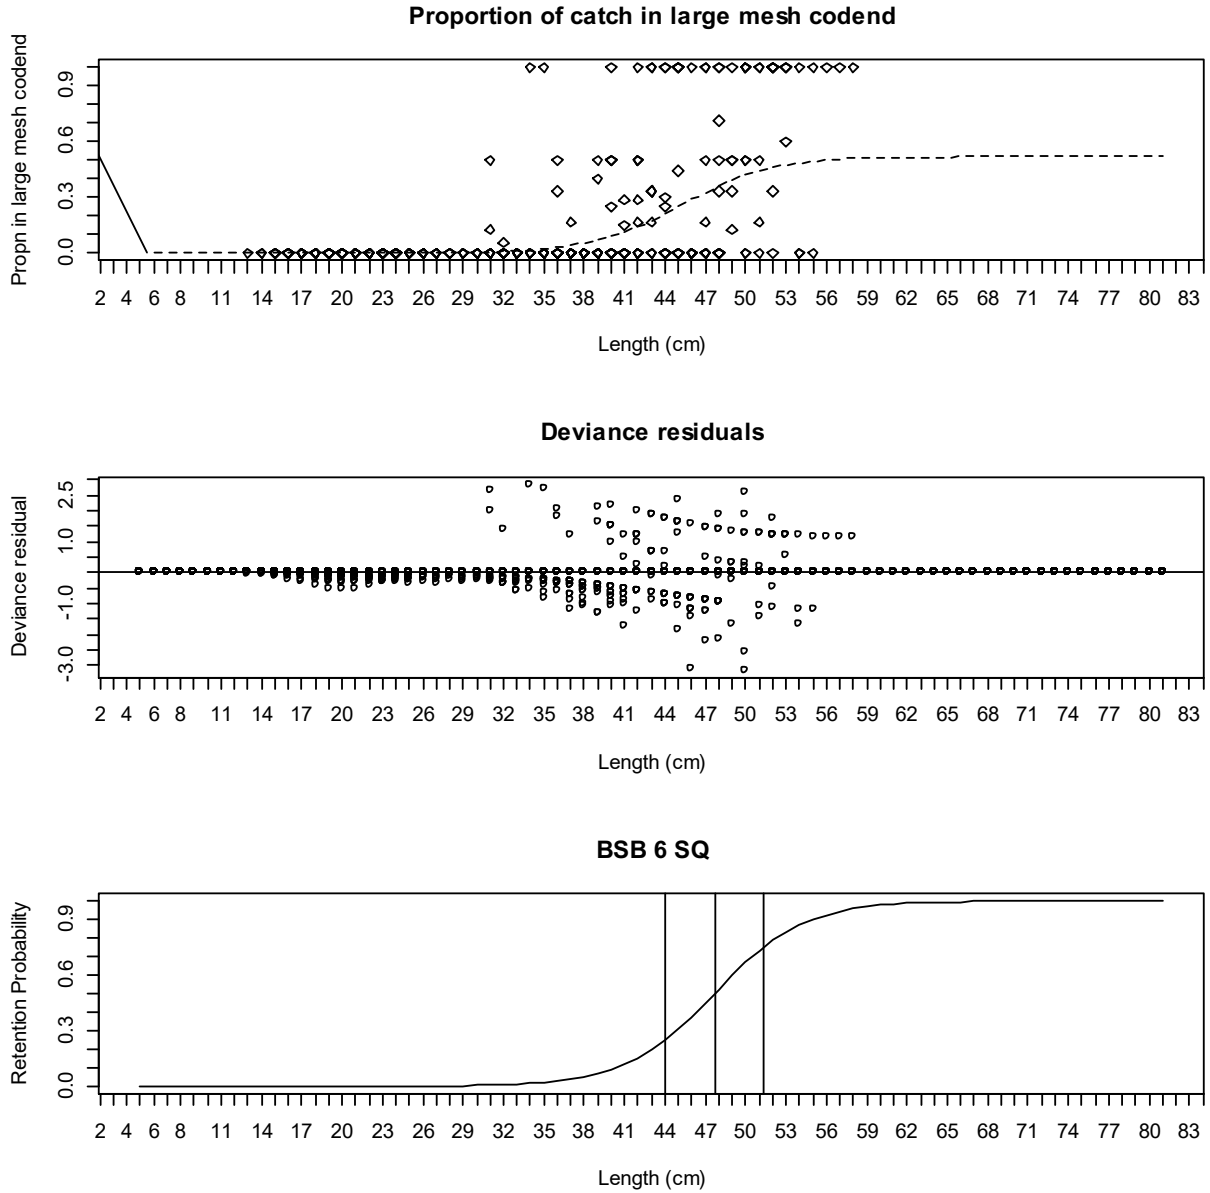 Proportion of catch in large mesh codend
Propn in large mesh codend
0.0 0.3 0.6 0.9
2 4 6 8 11 14 17 20 23 26 29 32 35 38 41 44 47 50 53 56 59 62 65 68 71 74 77 80 83
Length (cm)
Deviance residuals
Deviance residual
-3.0 -1.0 1.0 2.5
2 4 6 8 11 14 17 20 23 26 29 32 35 38 41 44 47 50 53 56 59 62 65 68 71 74 77 80 83
Length (cm)
BSB 6 SQ
Retention Probability
0.0 0.3 0.6 0.9
2 4 6 8 11 14 17 20 23 26 29 32 35 38 41 44 47 50 53 56 59 62 65 68 71 74 77 80 83
Length (cm)